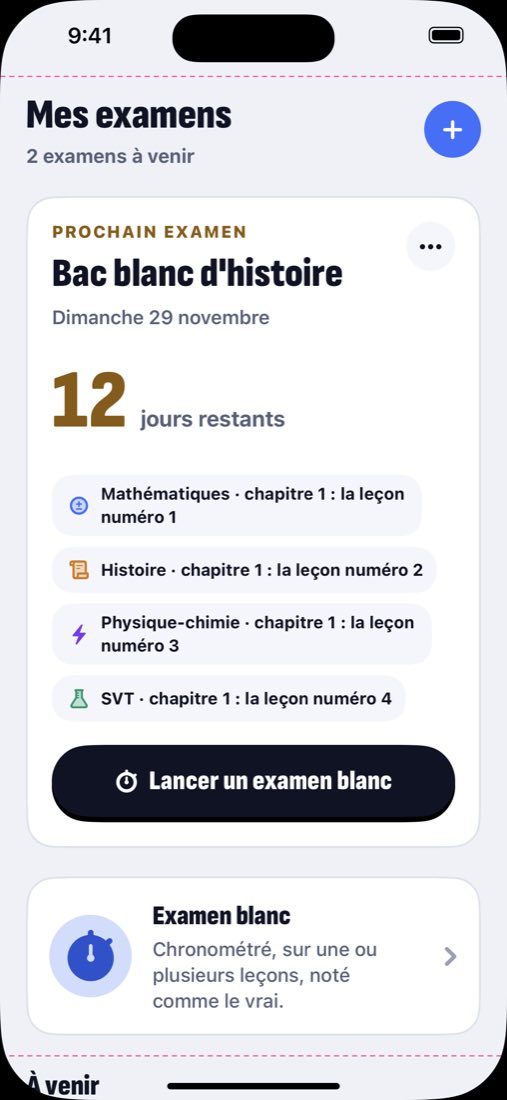 9:41
Mes examens
2 examens à venir
PROCHAIN EXAMEN
Bac blanc d'histoire
Dimanche 29 novembre
12 jours restants
Mathématiques · chapitre 1 : la leçon
numéro 1
Histoire · chapitre 1 : la leçon numéro 2
Physique-chimie · chapitre 1 : la leçon
numéro 3
SVT · chapitre 1 : la leçon numéro 4
Lancer un examen blanc
Examen blanc
Chronométré, sur une ou
plusieurs leçons, noté
comme le vrai.
À venir